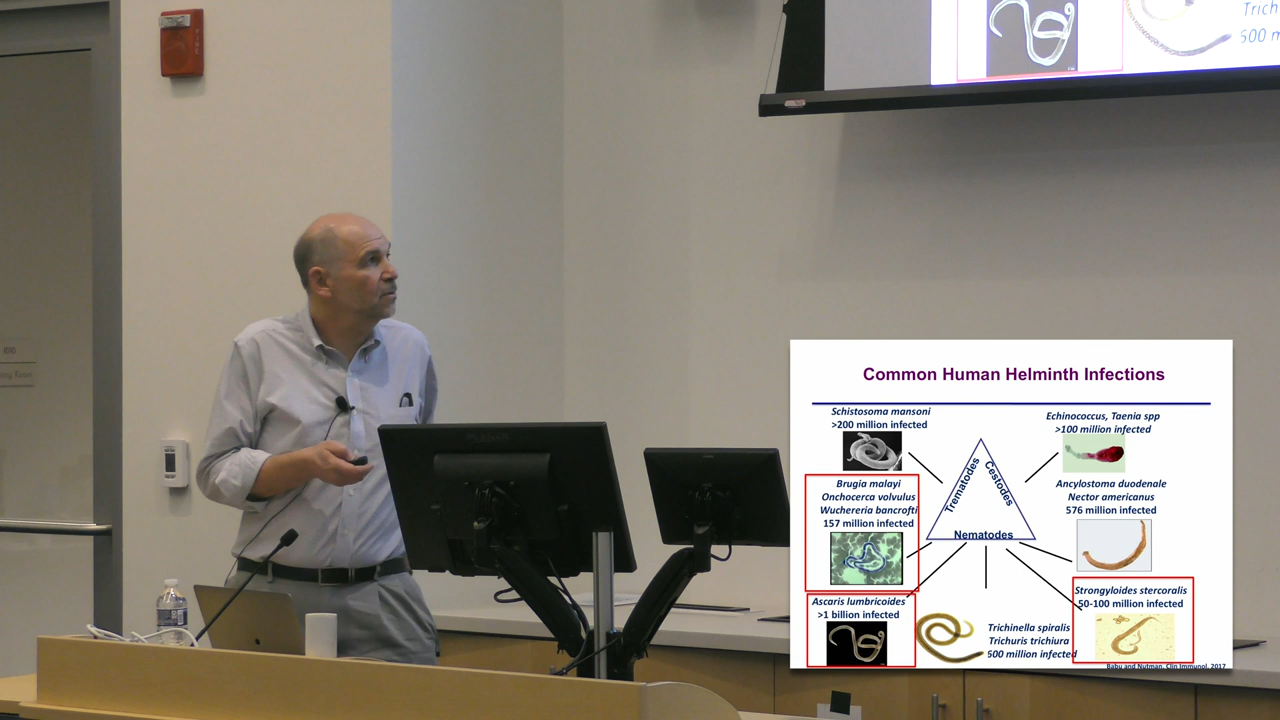 FIRE
Trich
500 m
Common Human Helminth Infections
Schistosoma mansoni
>200 million infected
Echinococcus, Taenia spp
>100 million infected
Brugia malayi
Onchocerca volvulus
Wuchereria bancrofti
157 million infected
Trematodes
Cestodes
Nematodes
Ancylostoma duodenale
Nector americanus
576 million infected
Ascaris lumbricoides
>1 billion infected
Trichinella spiralis
Trichuris trichiura
500 million infected
Strongyloides stercoralis
50-100 million infected
Babu and Nutman, Clin Immunol, 2017